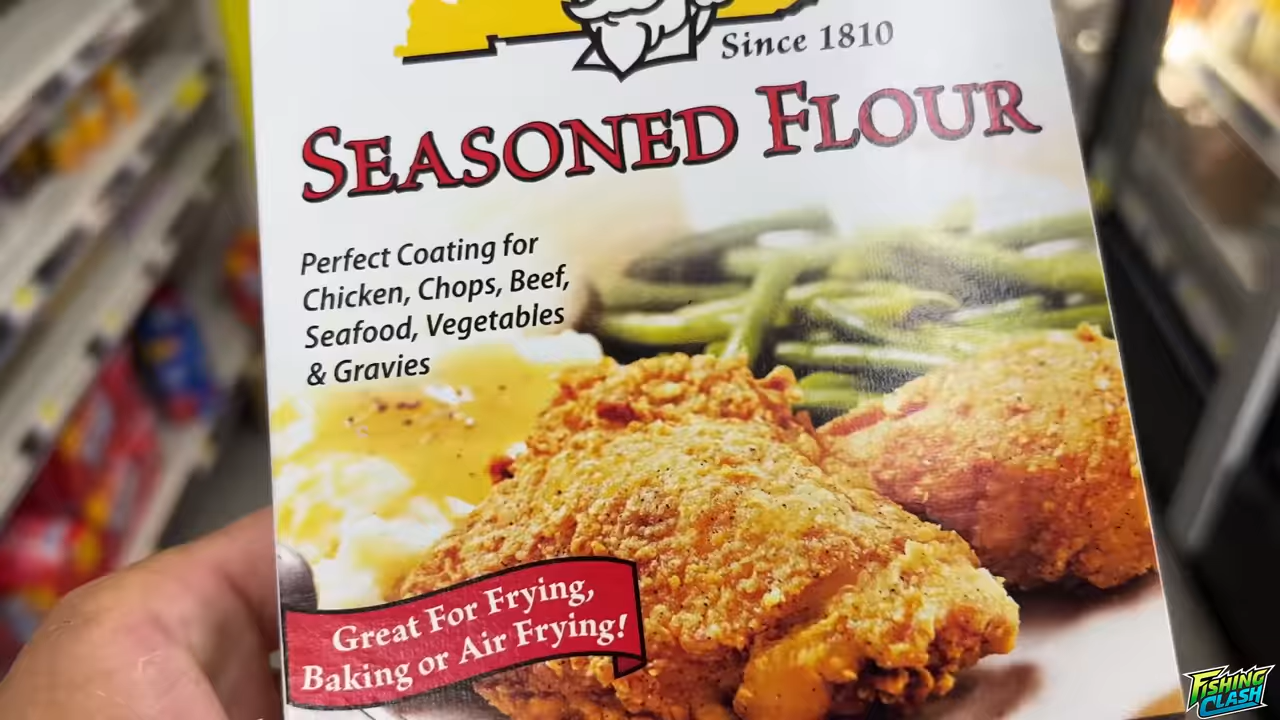 Since 1810
SEASONED FLOUR
Perfect Coating for
Chicken, Chops, Beef,
Seafood, Vegetables
& Gravies
Great For Frying,
Baking or Air Frying!
FISHING
CLASH